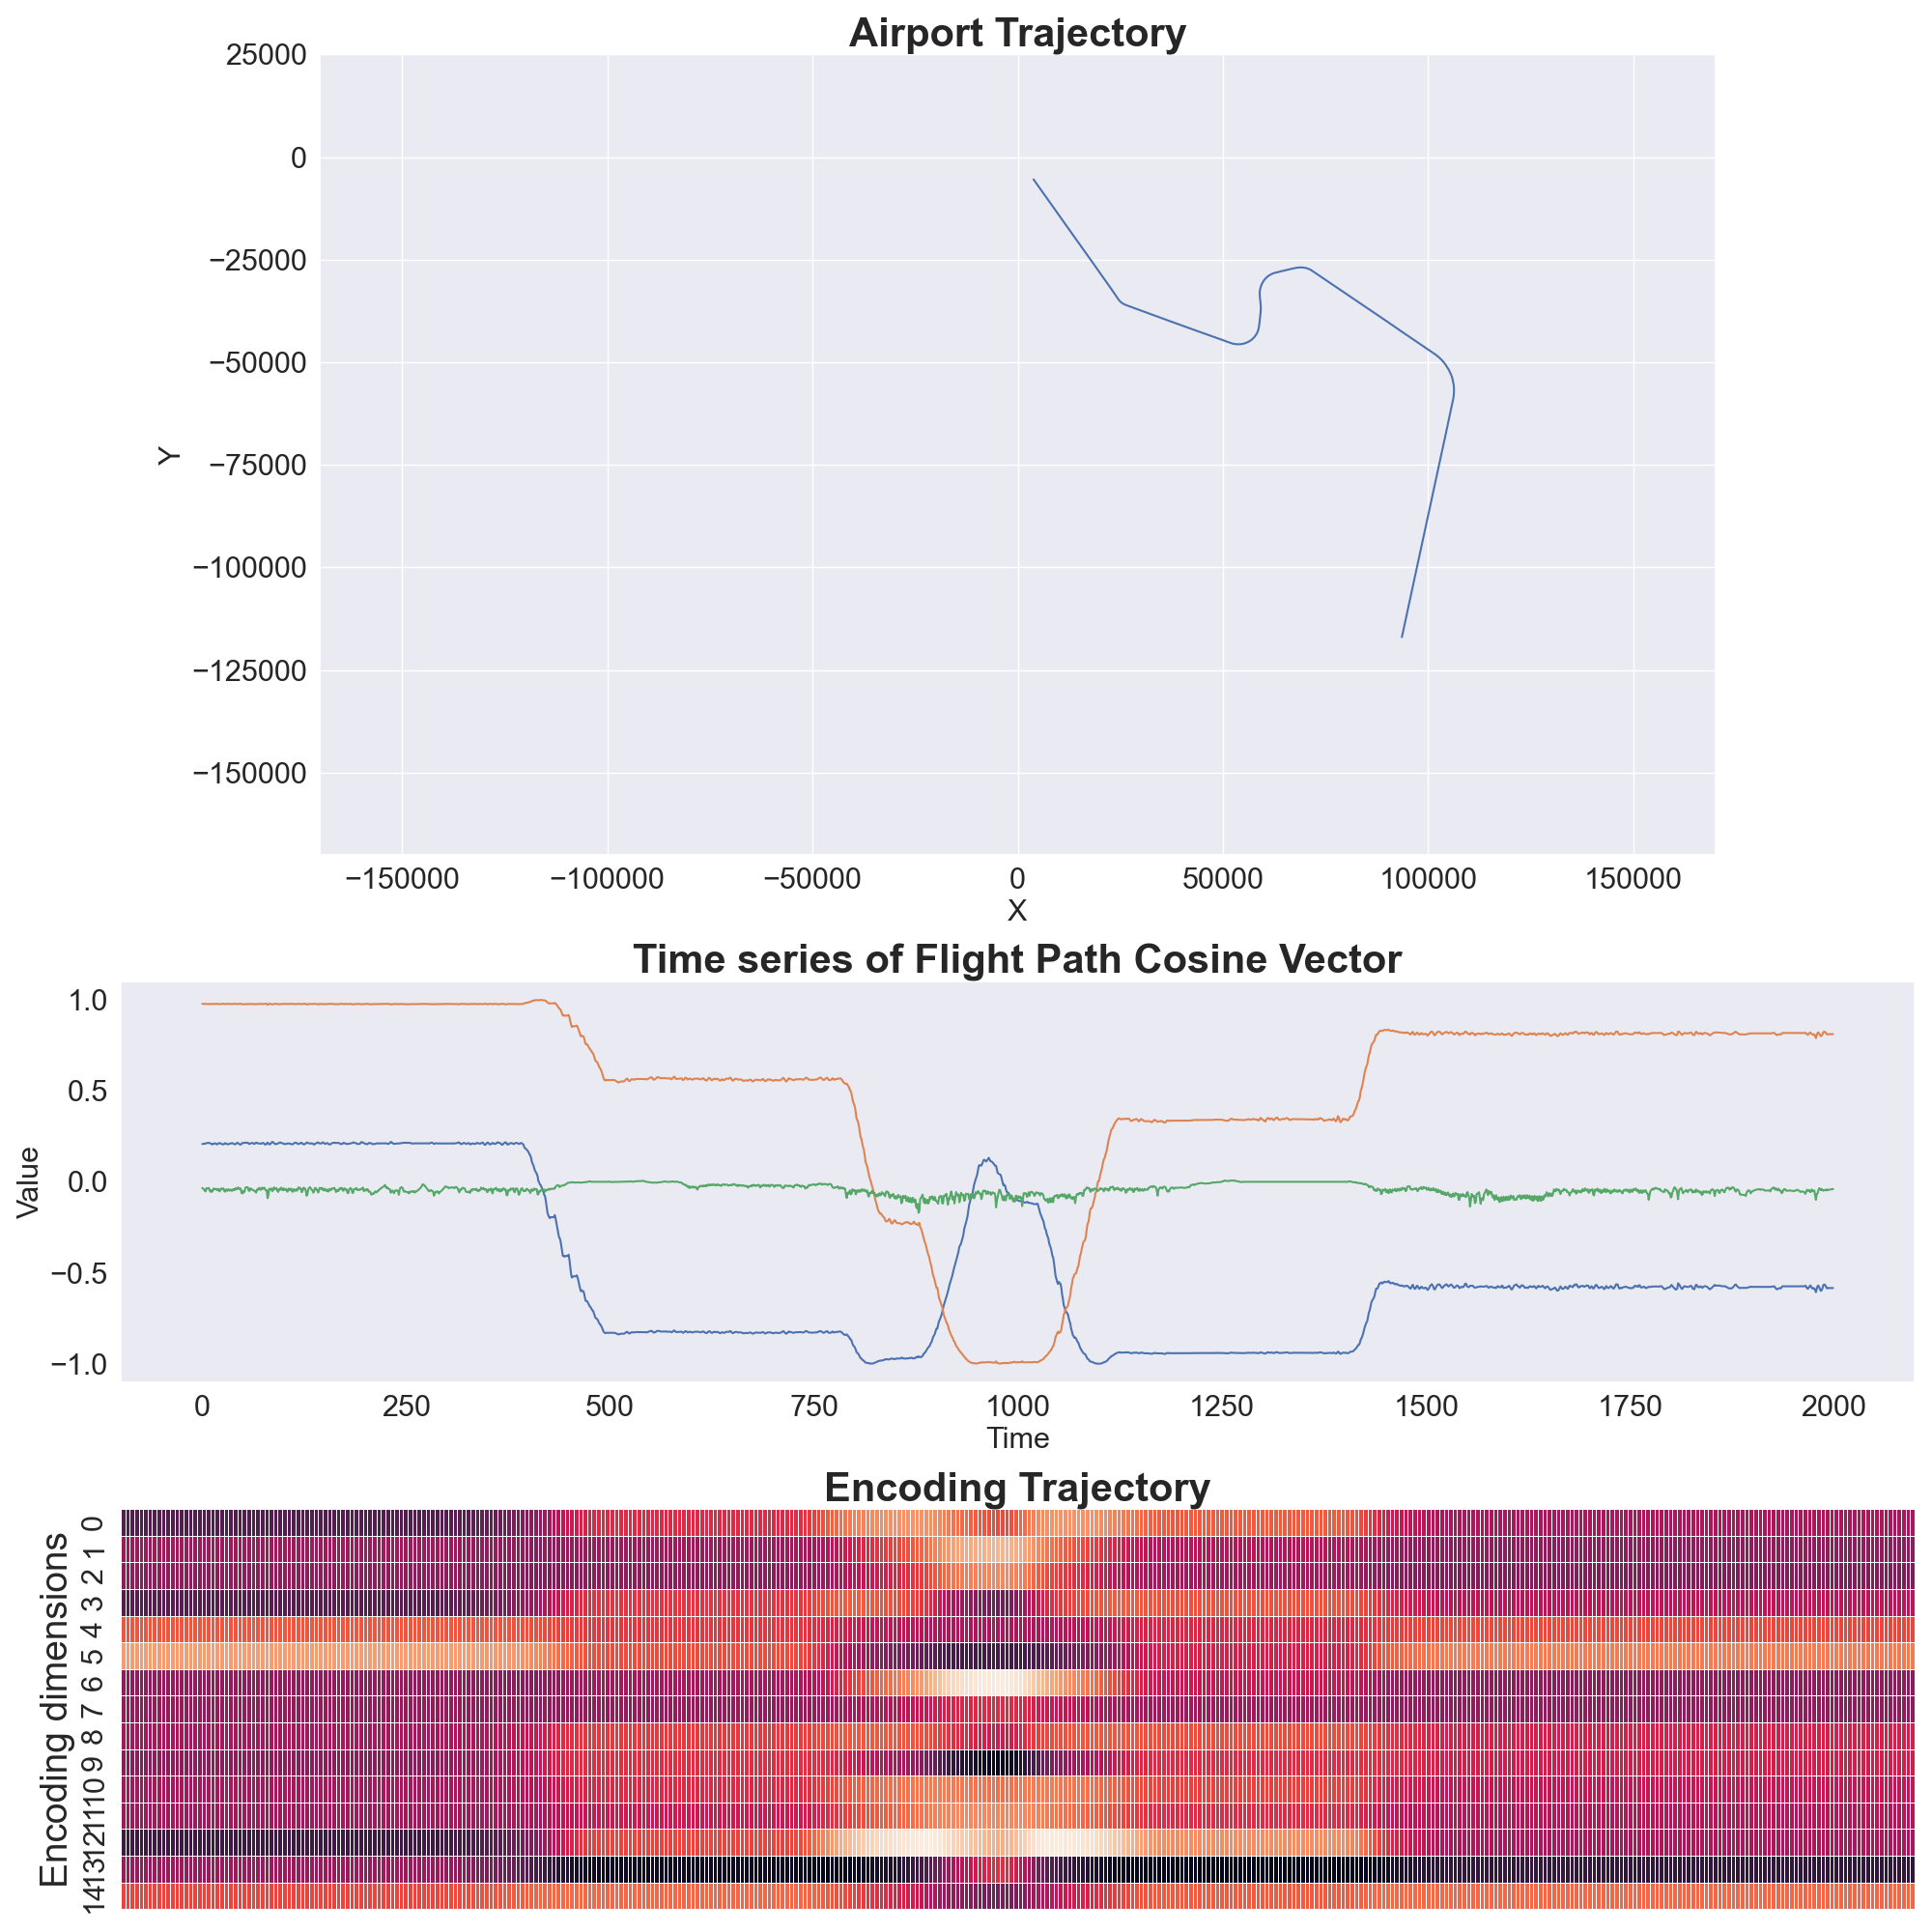 Airport Trajectory
25000
0
−25000
−50000
−75000
−100000
−125000
−150000
Y
−150000 −100000 −50000 0 50000 100000 150000
X
Time series of Flight Path Cosine Vector
1.0
0.5
0.0
−0.5
−1.0
Value
0 250 500 750 1000 1250 1500 1750 2000
Time
Encoding Trajectory
Encoding dimensions
0
1
2
3
4
5
6
7
8
9
10
11
12
13
14